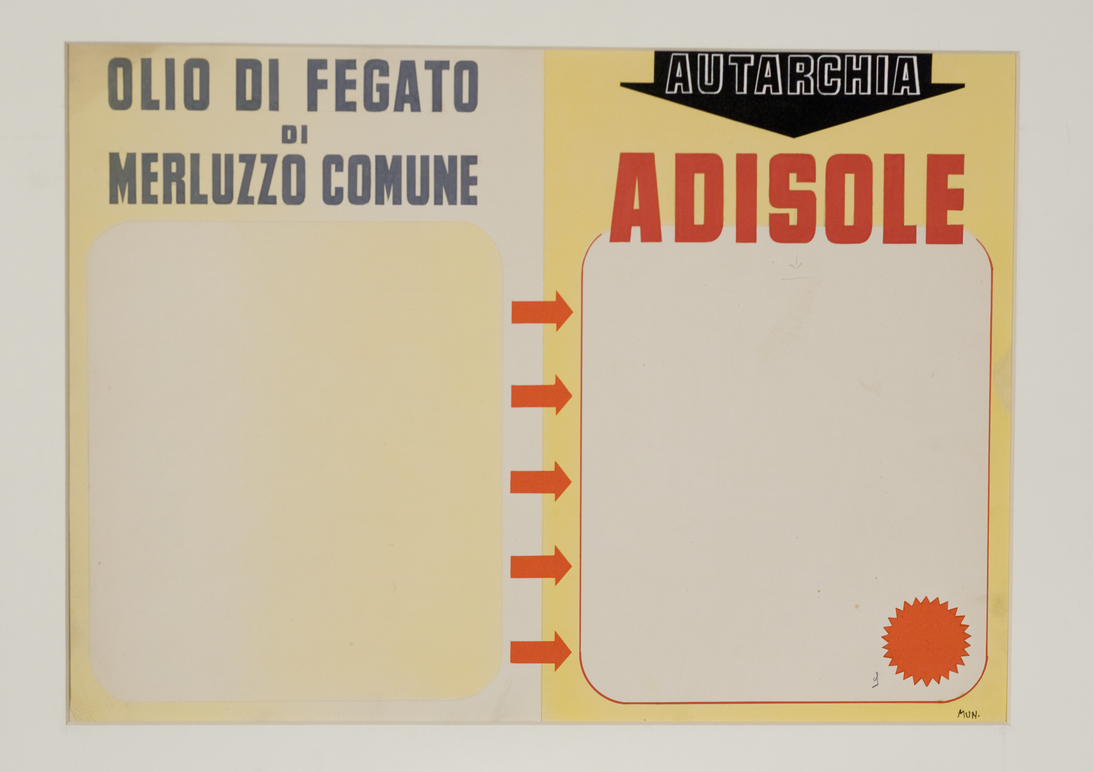 OLIO DI FEGATO
DI
MERLUZZO COMUNE
AUTARCHIA
ADISOLE
MUN.